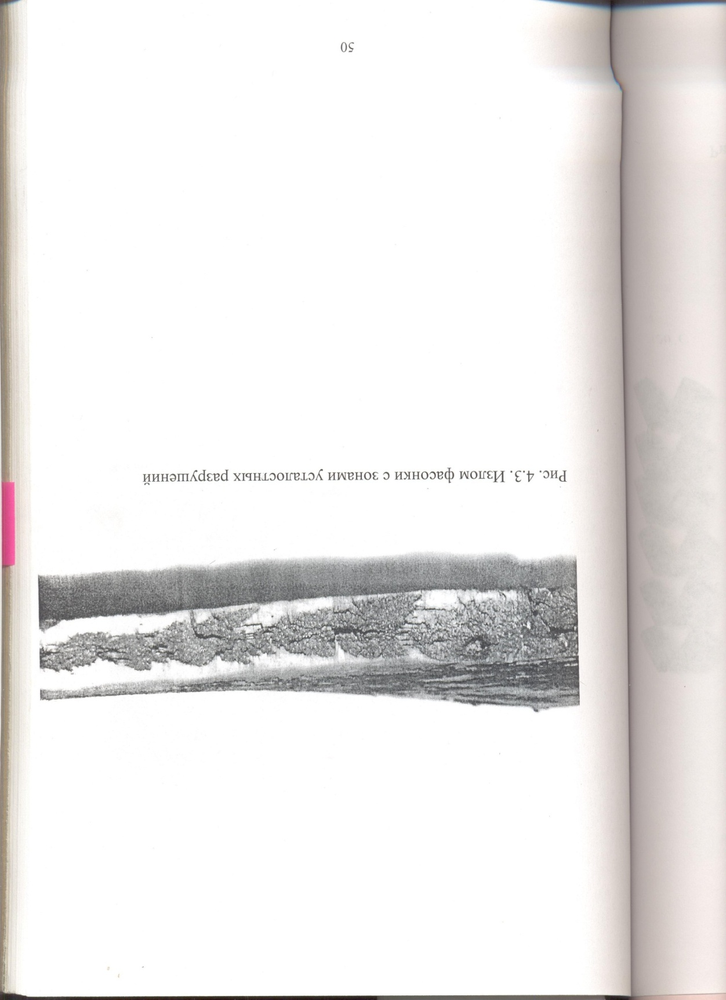 Рис. 4.3. Излом фасонки с зонами усталостных разрушений
50